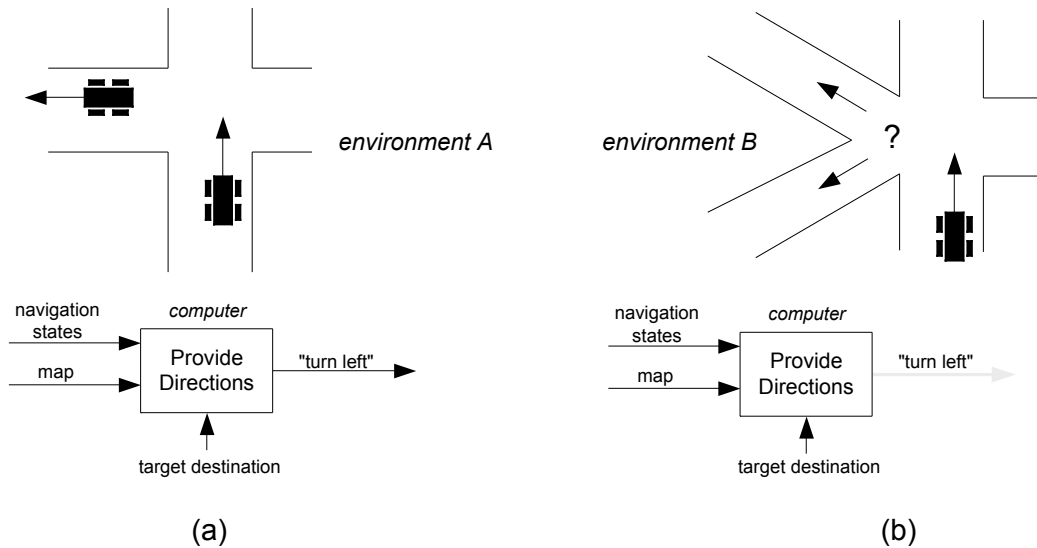 environment A
navigation
states
computer
map
Provide
Directions
"turn left"
target destination
(a)
environment B
?
navigation
states
computer
map
Provide
Directions
"turn left"
target destination
(b)